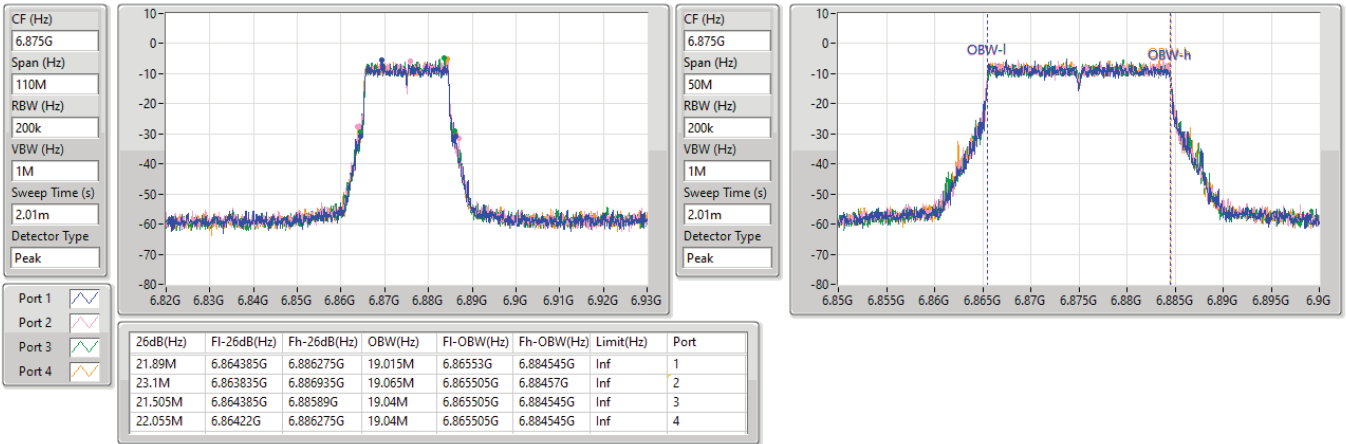 CF (Hz)
6.875G
Span (Hz)
110M
RBW (Hz)
200k
VBW (Hz)
1M
Sweep Time (s)
2.01m
Detector Type
Peak
10-
0-
-10-
-20-
-30-
-40-
-50-
-60-
-70-
-80-
6.82G 6.83G 6.84G 6.85G 6.86G 6.87G 6.88G 6.89G 6.9G 6.91G 6.92G 6.93G
CF (Hz)
6.875G
Span (Hz)
50M
RBW (Hz)
200k
VBW (Hz)
1M
Sweep Time (s)
2.01m
Detector Type
Peak
10-
0-
-10-
-20-
-30-
-40-
-50-
-60-
-70-
-80-
OBW-l
OBW-h
6.85G 6.855G 6.86G 6.865G 6.87G 6.875G 6.88G 6.885G 6.89G 6.895G 6.9G
Port 1
Port 2
Port 3
Port 4
26dB(Hz) Fl-26dB(Hz) Fh-26dB(Hz) OBW(Hz) Fl-OBW(Hz) Fh-OBW(Hz) Limit(Hz) Port
21.89M 6.864385G 6.886275G 19.015M 6.86553G 6.884545G Inf 1
23.1M 6.863835G 6.886935G 19.065M 6.865505G 6.88457G Inf 2
21.505M 6.864385G 6.88589G 19.04M 6.865505G 6.884545G Inf 3
22.055M 6.86422G 6.886275G 19.04M 6.865505G 6.884545G Inf 4